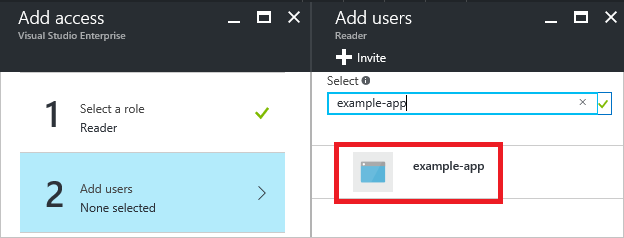 Add access
Visual Studio Enterprise
1
Select a role
Reader
2
Add users
None selected
Add users
Reader
Invite
Select
example-app
example-app